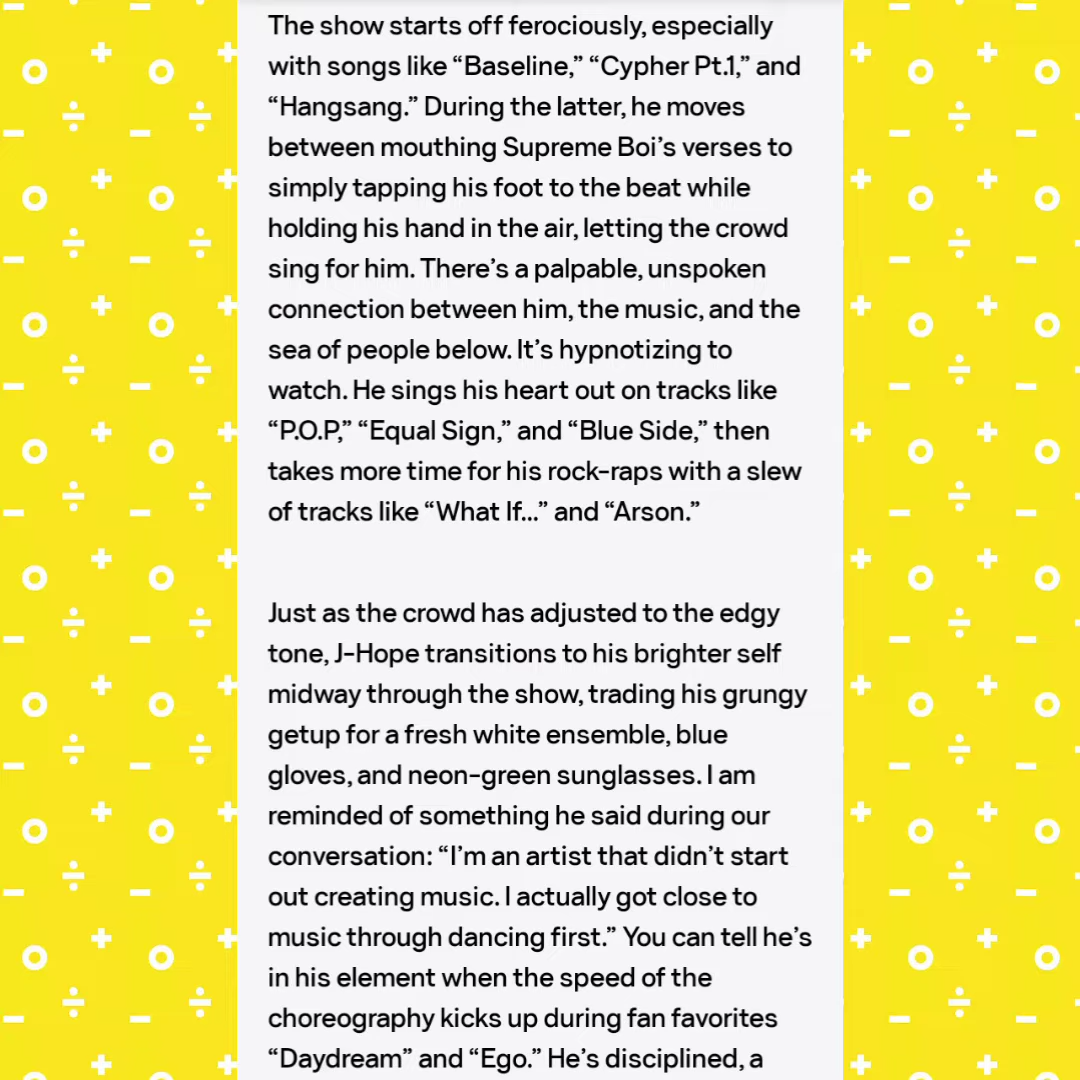 The show starts off ferociously, especially
with songs like “Baseline,” “Cypher Pt.1,” and
“Hangsang.” During the latter, he moves
between mouthing Supreme Boi’s verses to
simply tapping his foot to the beat while
holding his hand in the air, letting the crowd
sing for him. There’s a palpable, unspoken
connection between him, the music, and the
sea of people below. It’s hypnotizing to
watch. He sings his heart out on tracks like
“P.O.P,” “Equal Sign,” and “Blue Side,” then
takes more time for his rock-raps with a slew
of tracks like “What If...” and “Arson.”
Just as the crowd has adjusted to the edgy
tone, J-Hope transitions to his brighter self
midway through the show, trading his grungy
getup for a fresh white ensemble, blue
gloves, and neon-green sunglasses. I am
reminded of something he said during our
conversation: “I’m an artist that didn’t start
out creating music. I actually got close to
music through dancing first.” You can tell he’s
in his element when the speed of the
choreography kicks up during fan favorites
“Daydream” and “Ego.” He’s disciplined, a